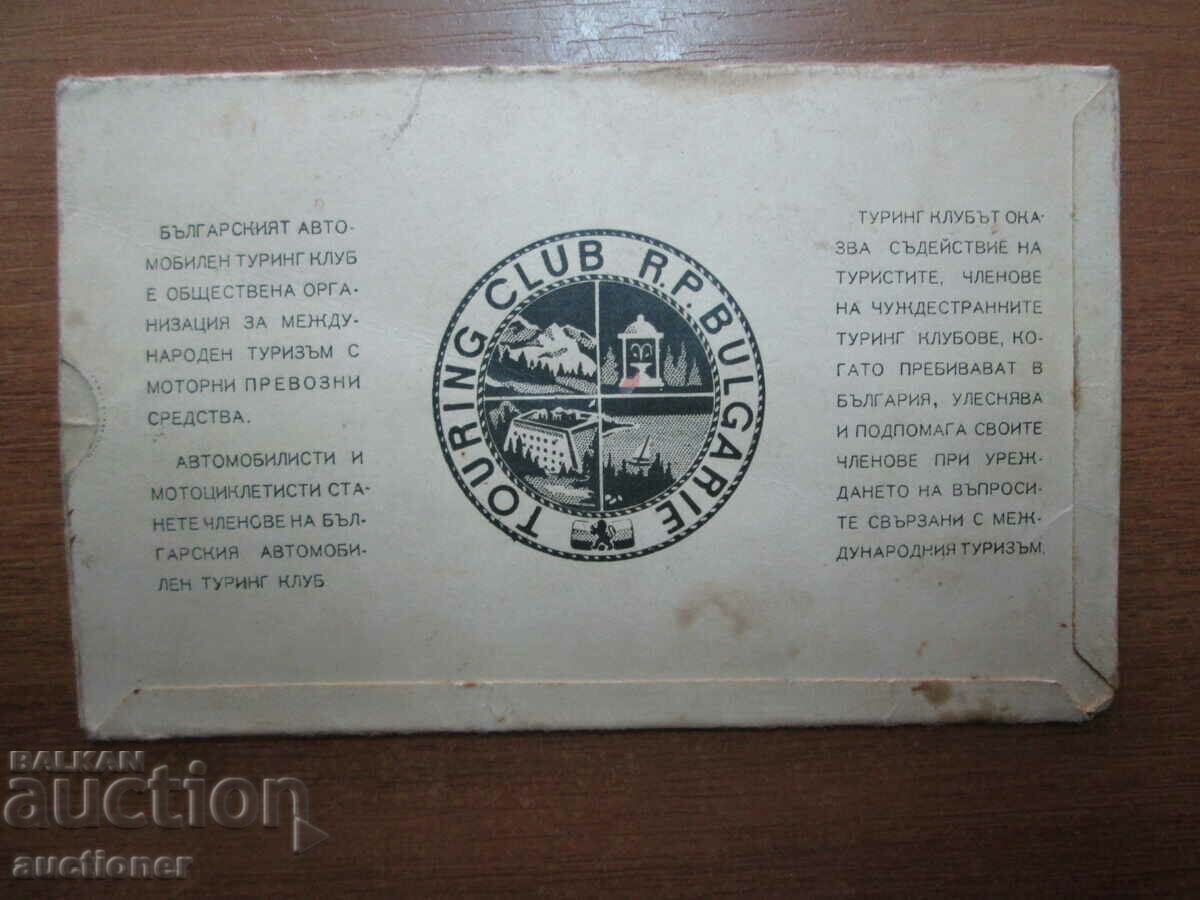 БЪЛГАРСКИЯТ АВТО-
МОБИЛЕН ТУРИНГ КЛУБ
Е ОБЩЕСТВЕНА ОРГА-
НИЗАЦИЯ ЗА МЕЖДУ-
НАРОДЕН ТУРИЗЪМ С
МОТОРНИ ПРЕВОЗНИ
СРЕДСТВА.
АВТОМОБИЛИСТИ И
МОТОЦИКЛЕТИСТИ СТА-
НЕТЕ ЧЛЕНОВЕ НА БЪЛ-
ГАРСКИЯ АВТОМОБИ-
ЛЕН ТУРИНГ КЛУБ
TOURING CLUB R.P. BULGARIE
ТУРИНГ КЛУБЪТ ОКА-
ЗВА СЪДЕЙСТВИЕ НА
ТУРИСТИТЕ, ЧЛЕНОВЕ
НА ЧУЖДЕСТРАННИТЕ
ТУРИНГ КЛУБОВЕ, КО-
ГАТО ПРЕБИВАВАТ В
БЪЛГАРИЯ, УЛЕСНЯВА
И ПОДПОМАГА СВОИТЕ
ЧЛЕНОВЕ ПРИ УРЕЖ-
ДАНЕТО НА ВЪПРОСИ-
ТЕ СВЪРЗАНИ С МЕЖ-
ДУНАРОДНИЯ ТУРИЗЪМ.
BALKAN
auction
auctioner